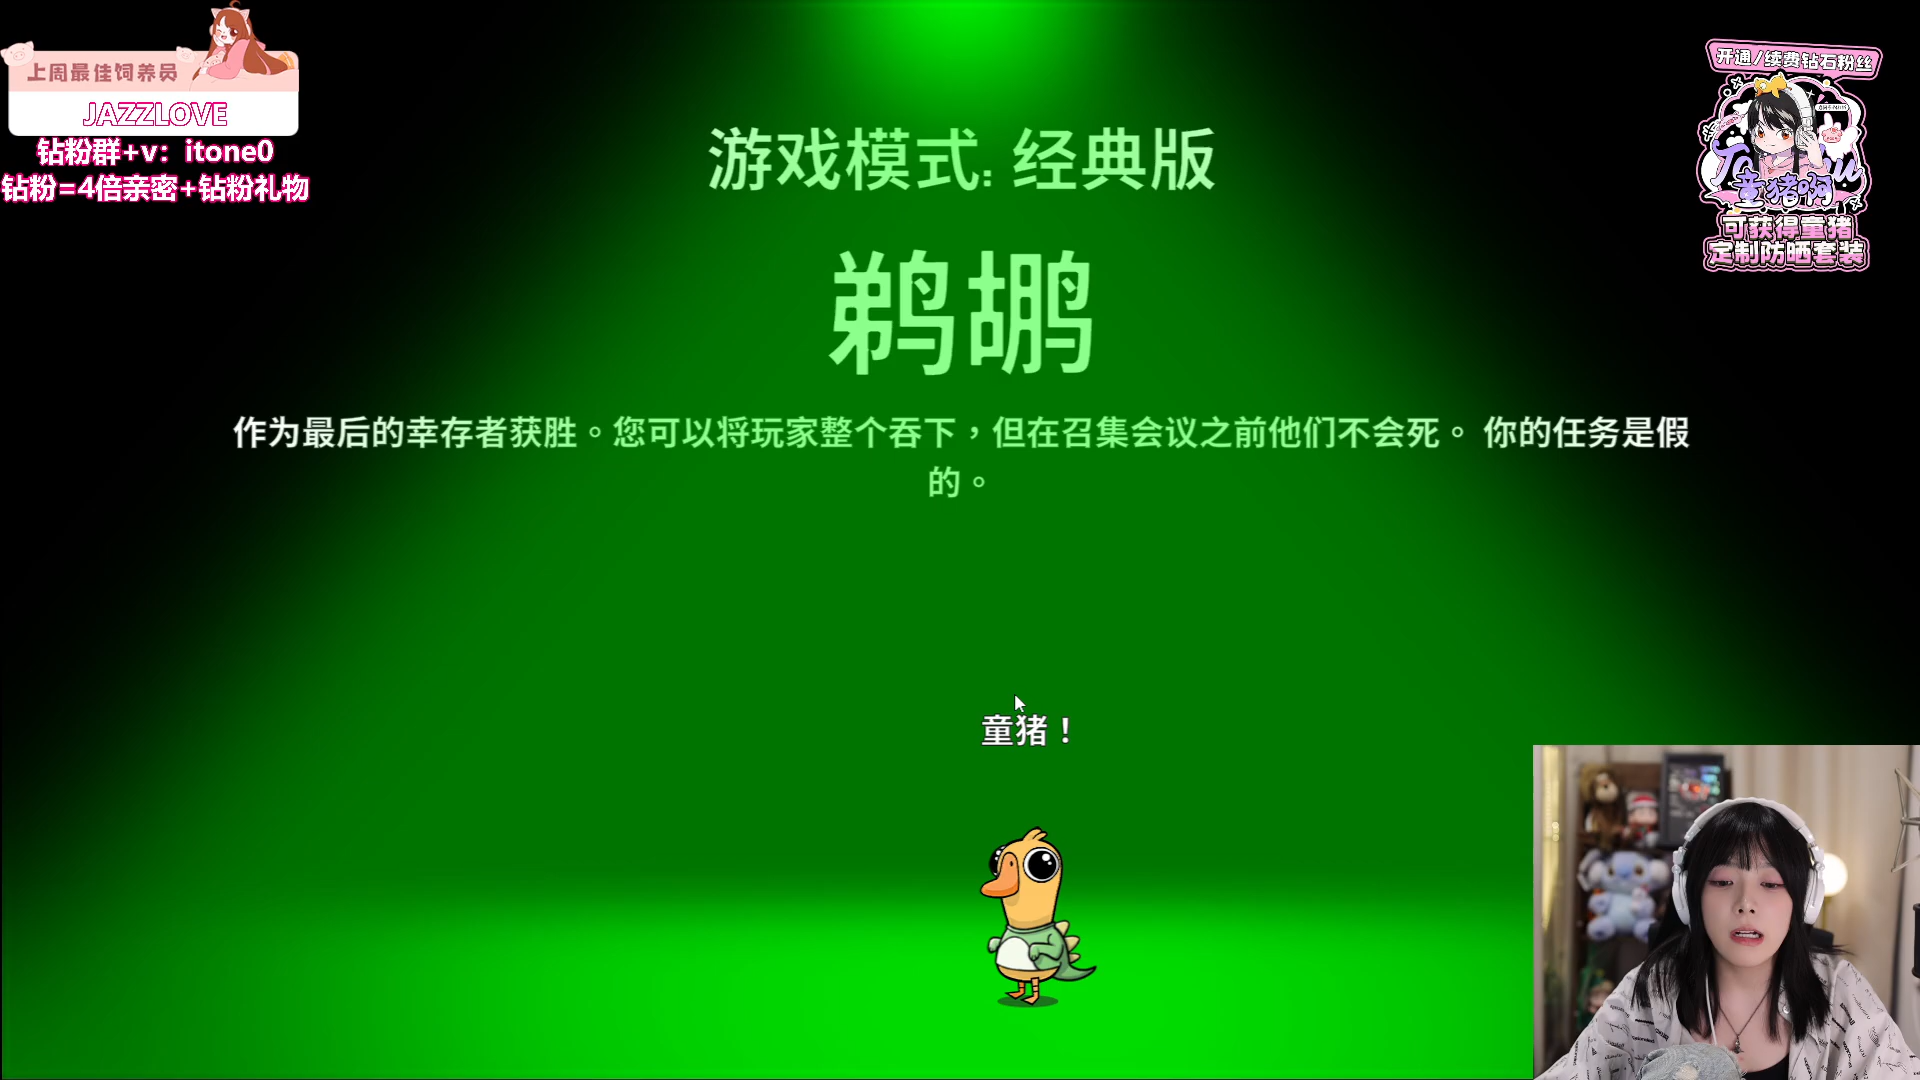 上周最佳饲养员
JAZZLOVE
钻粉群+v：itone0
钻粉=4倍亲密+钻粉礼物
游戏模式: 经典版
鹈鹕
作为最后的幸存者获胜。您可以将玩家整个吞下，但在召集会议之前他们不会死。 你的任务是假
的。
童猪！
开通/续费钻石粉丝
童猪啊
可获得童猪
定制防晒套装